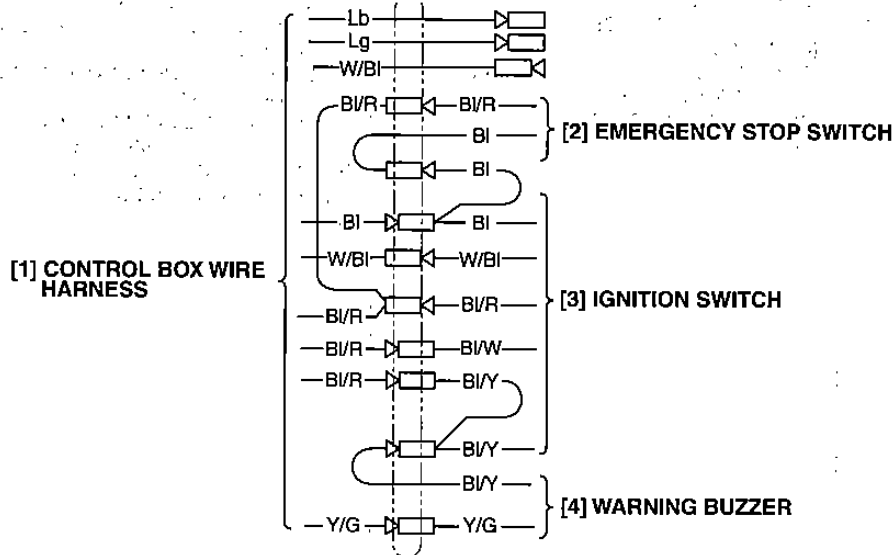 Lb
Lg
W/Bl
Bl/R Bl/R
Bl
[2] EMERGENCY STOP SWITCH
Bl
Bl Bl
W/Bl W/Bl
[1] CONTROL BOX WIRE
HARNESS
Bl/R
[3] IGNITION SWITCH
Bl/R
Bl/R Bl/W
Bl/R Bl/Y
Bl/Y
Bl/Y
[4] WARNING BUZZER
Y/G Y/G